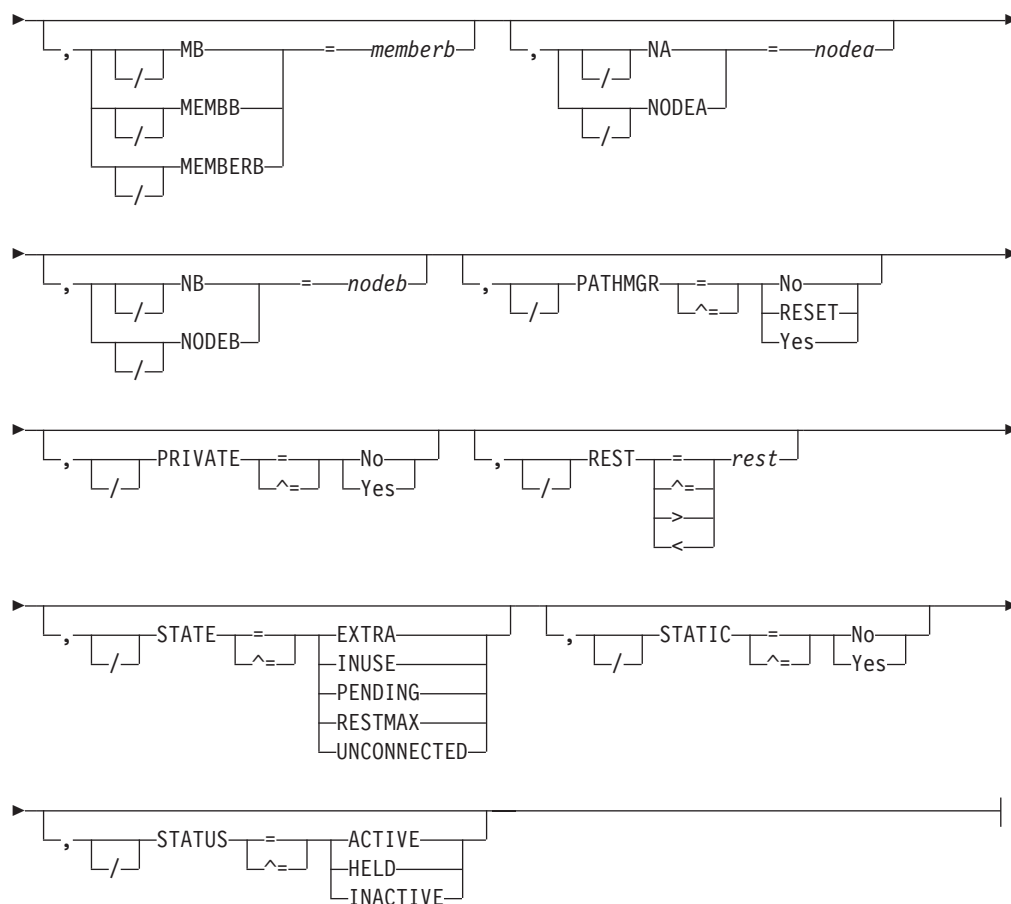 , / MB = memberb , / NA = nodea
/ MEMBB / NODEA
/ MEMBERB
, / NB = nodeb , / PATHMGR = No
/ NODEB ^= RESET
Yes
, / PRIVATE = No , / REST = rest
^= Yes ^=
>
<
, / STATE = EXTRA , / STATIC = No
^= INUSE ^= Yes
PENDING
RESTMAX
UNCONNECTED
, / STATUS = ACTIVE
^= HELD
INACTIVE